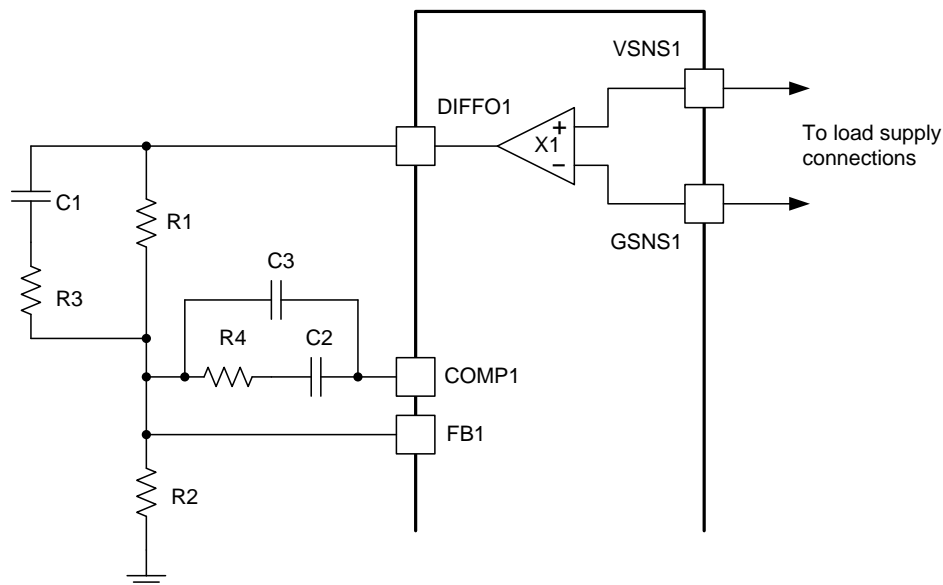 VSNS1
DIFFO1
+
X1
−
To load supply
connections
C1
R1
GSNS1
C3
R3
R4
C2
COMP1
FB1
R2